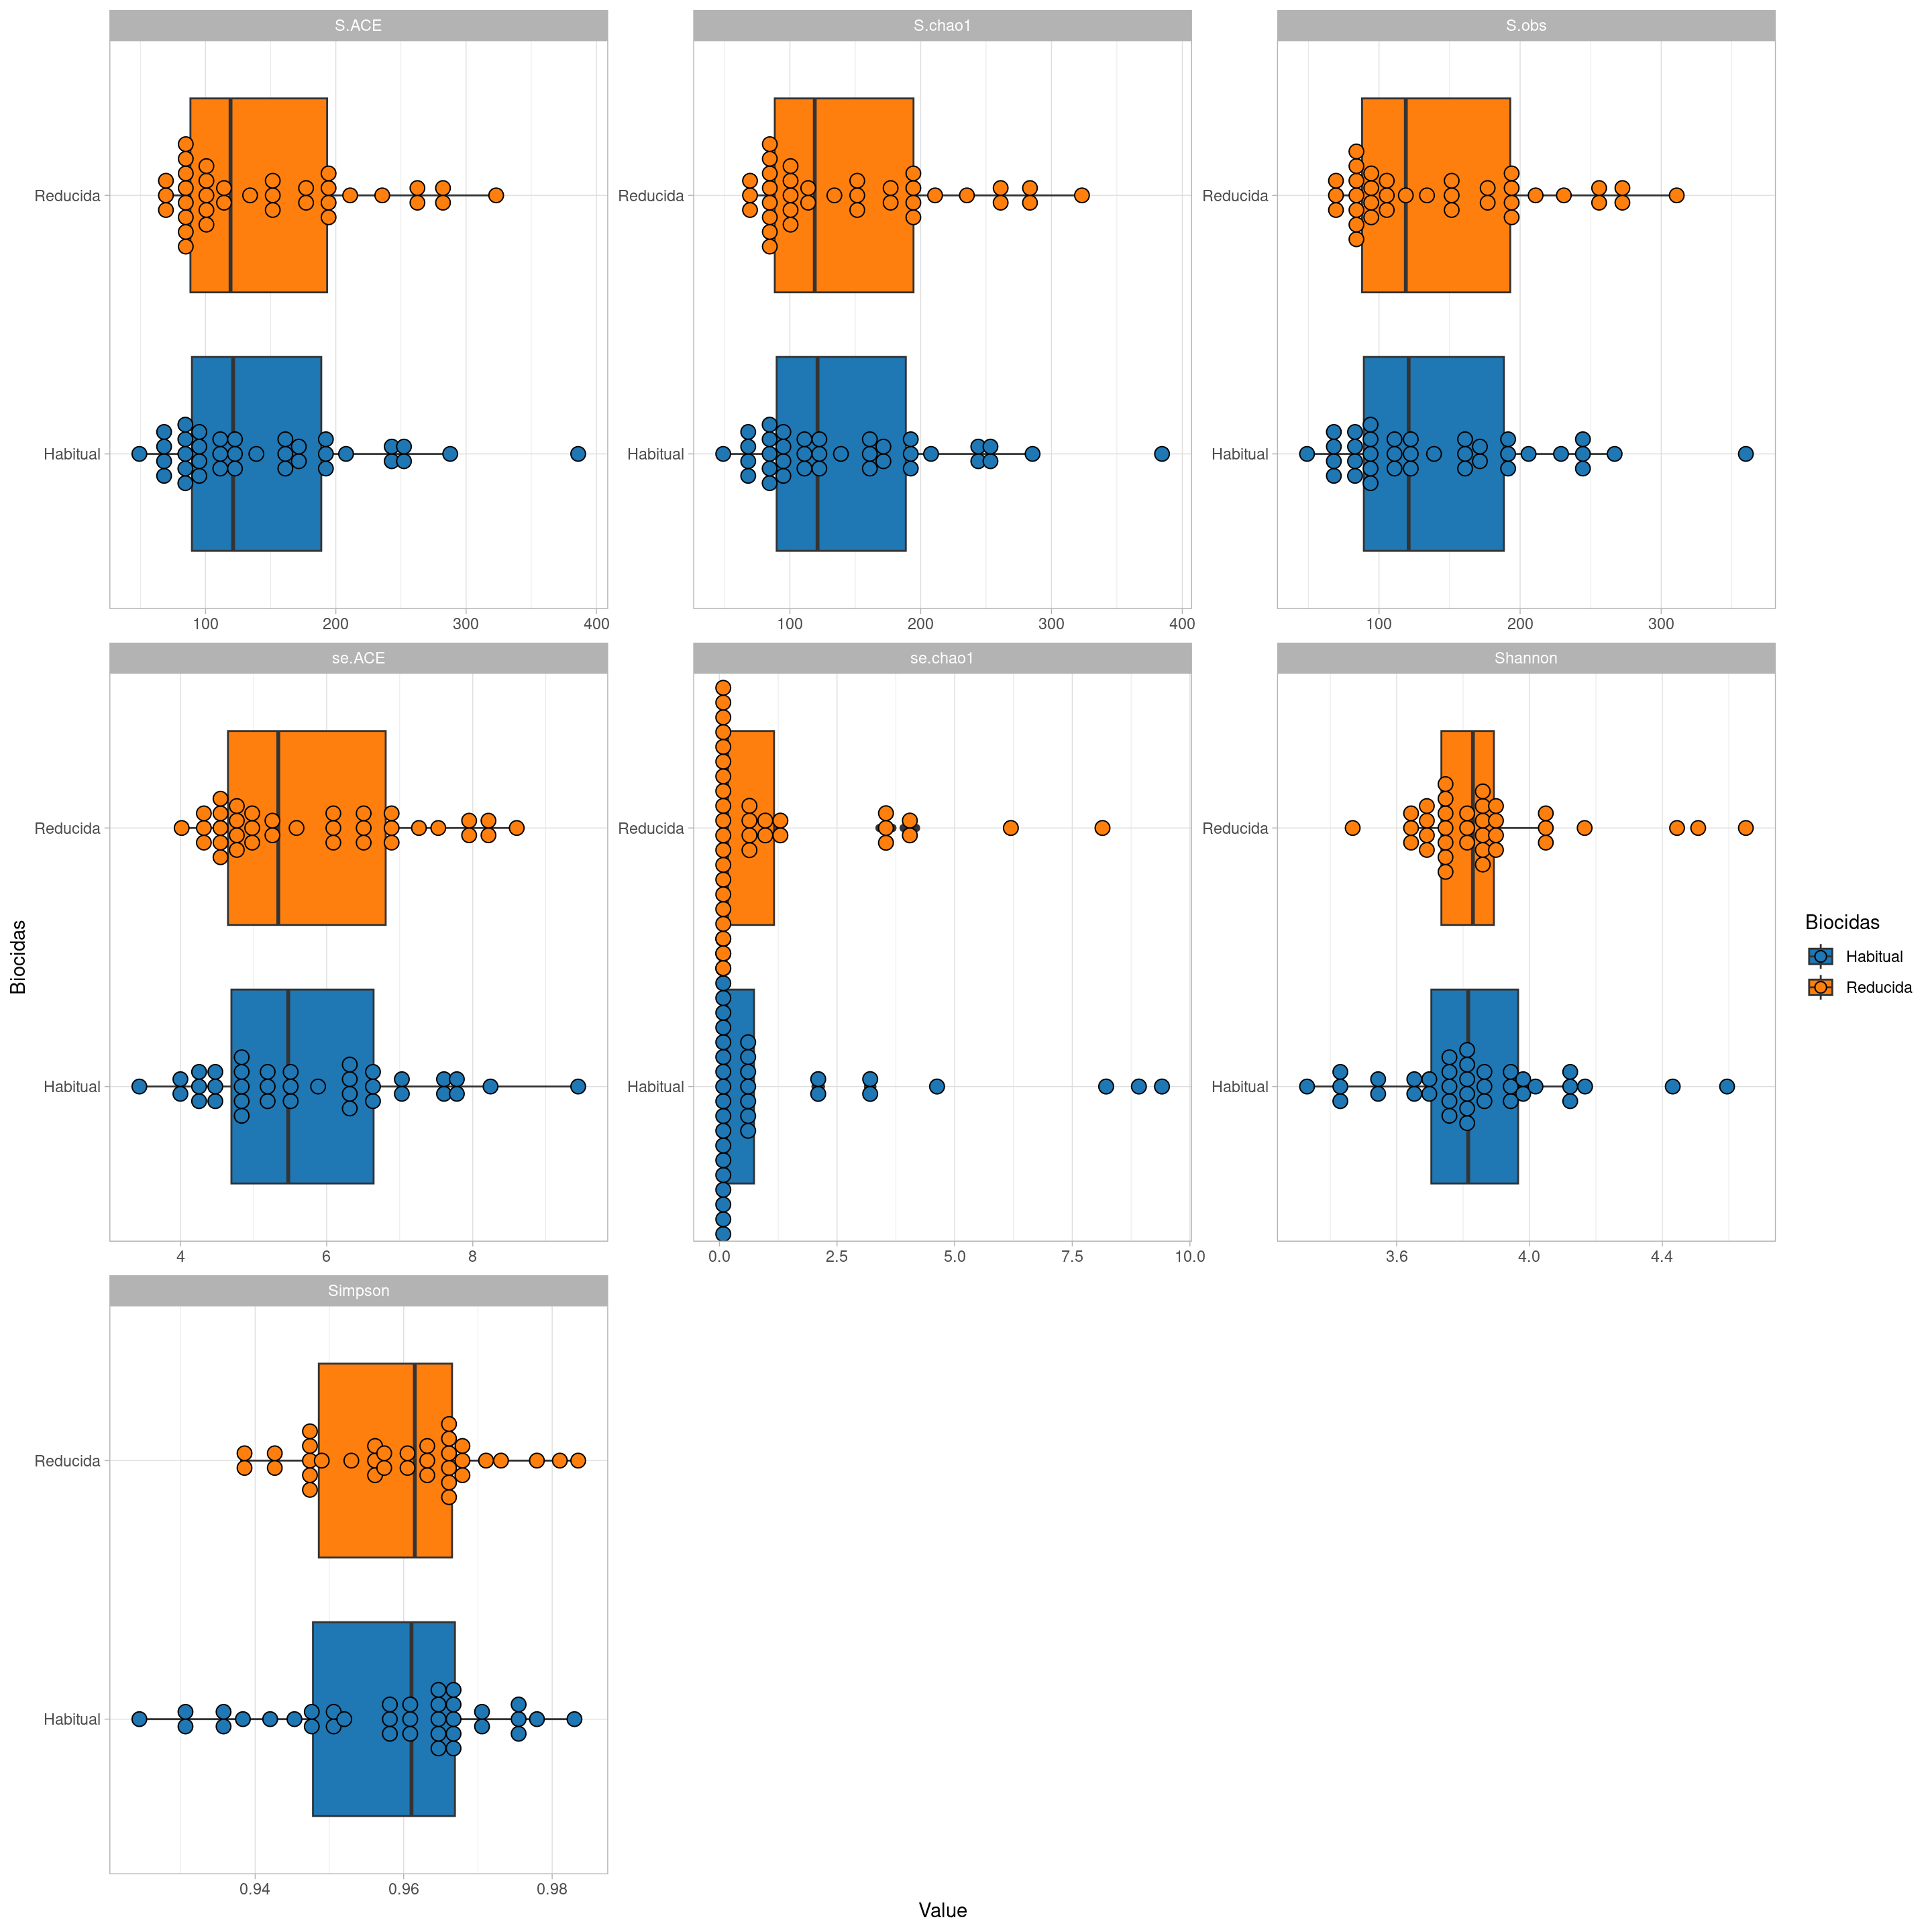 S.ACE
S.chao1
S.obs
Reducida
Habitual
100 200 300 400
Reducida
Habitual
100 200 300 400
Reducida
Habitual
100 200 300
se.ACE
se.chao1
Shannon
Reducida
Habitual
4 6 8
Reducida
Habitual
0.0 2.5 5.0 7.5 10.0
Reducida
Habitual
3.6 4.0 4.4
Simpson
Reducida
Habitual
0.94 0.96 0.98
Biocidas
Value
Biocidas
Habitual
Reducida